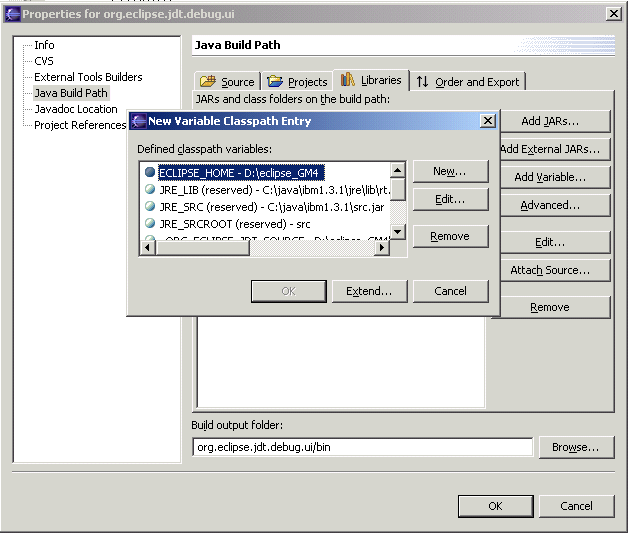 Properties for org.eclipse.jdt.debug.ui
Info
CVS
External Tools Builders
Java Build Path
Javadoc Location
Project References
Java Build Path
Source
Projects
Libraries
Order and Export
JARs and class folders on the build path:
Add JARs...
Add External JARs...
Add Variable...
Advanced...
Edit...
Attach Source...
Remove
New Variable Classpath Entry
Defined classpath variables:
ECLIPSE_HOME - D:\eclipse_GM4
JRE_LIB (reserved) - C:\java\ibm1.3.1\jre\lib\rt.
JRE_SRC (reserved) - C:\java\ibm1.3.1\src.jar
JRE_SRCROOT (reserved) - src
ORG_ECLIPSE_JDT_SOURCE - D:\eclipse_GM4\
New...
Edit...
Remove
OK
Extend...
Cancel
Build output folder:
org.eclipse.jdt.debug.ui/bin
Browse...
OK
Cancel